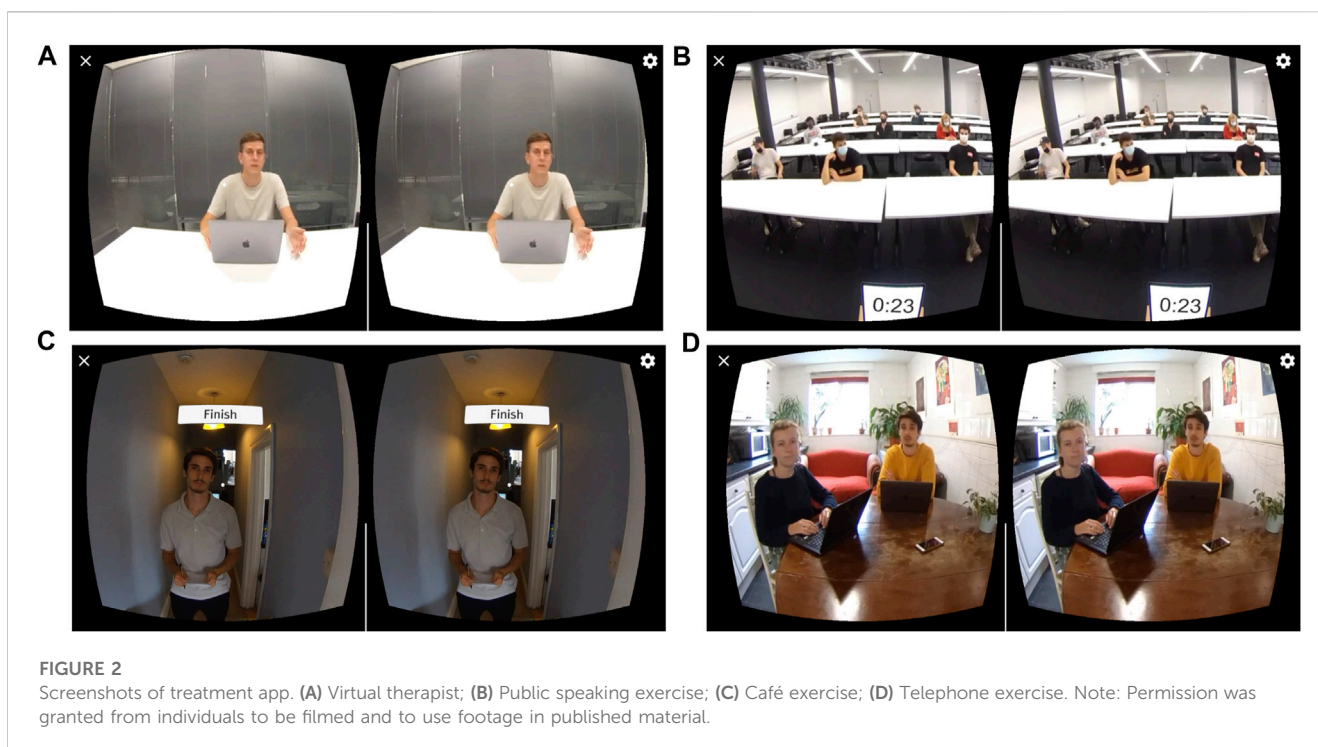 A
B
0:23
0:23
C
Finish
Finish
D
FIGURE 2
Screenshots of treatment app. (A) Virtual therapist; (B) Public speaking exercise; (C) Café exercise; (D) Telephone exercise. Note: Permission was
granted from individuals to be filmed and to use footage in published material.